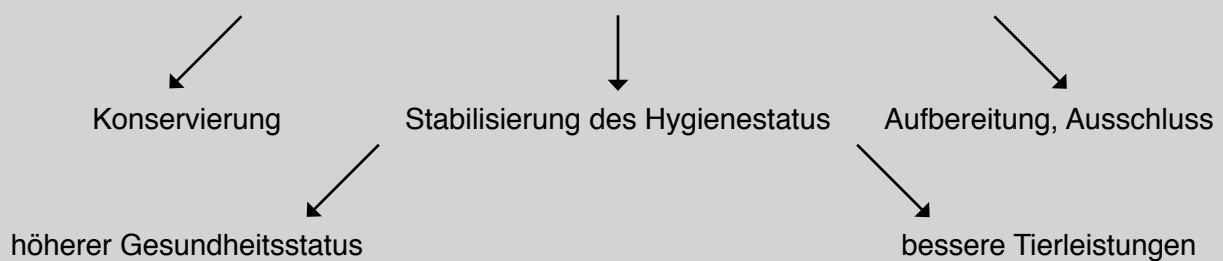 Konservierung Stabilisierung des Hygienestatus Aufbereitung, Ausschluss
höherer Gesundheitsstatus bessere Tierleistungen